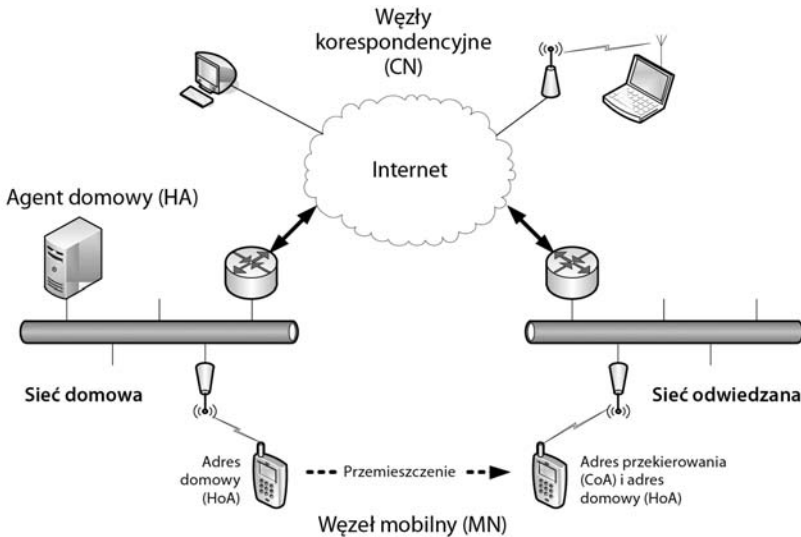 Węzły
korespondencyjne
(CN)
Internet
Agent domowy (HA)
Sieć domowa
Sieć odwiedzana
Adres
domowy
(HoA)
Przemieszczenie
Adres przekierowania
(CoA) i adres
domowy (HoA)
Węzeł mobilny (MN)